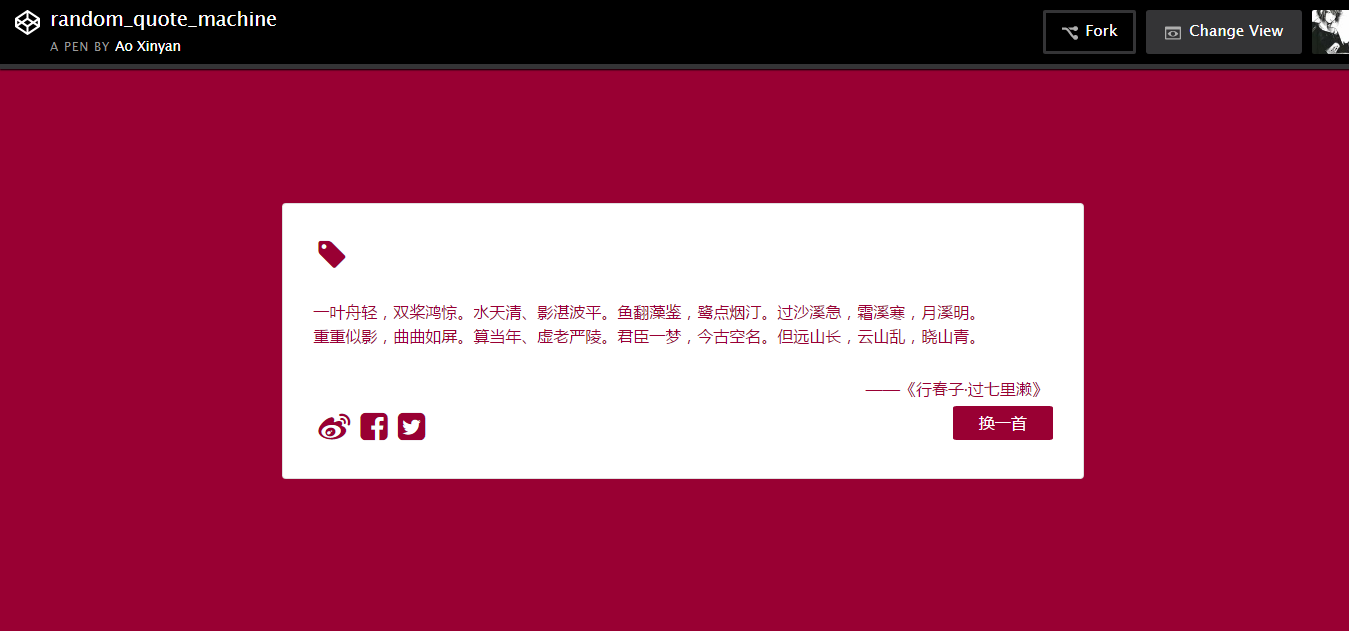 random_quote_machine
A PEN BY Ao Xinyan
Fork
Change View
一叶舟轻，双桨鸿惊。水天清、影湛波平。鱼翻藻鉴，鹭点烟汀。过沙溪急，霜溪寒，月溪明。
重重似影，曲曲如屏。算当年、虚老严陵。君臣一梦，今古空名。但远山长，云山乱，晓山青。
——《行春子·过七里濑》
换一首